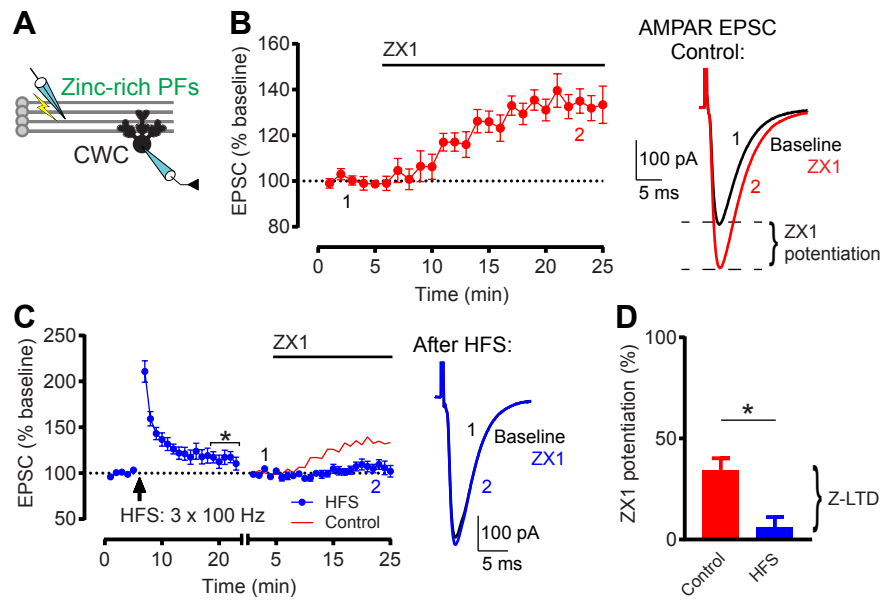 A
Zinc-rich PFs
CWC
B
ZX1
EPSC (% baseline)
160
140
120
100
80
1
2
0
5
10
15
20
25
Time (min)
AMPAR EPSC
Control:
1
Baseline
2
ZX1
100 pA
5 ms
ZX1
potentiation
C
ZX1
EPSC (% baseline)
250
200
150
100
50
*
1
2
HFS: 3 x 100 Hz
HFS
Control
0
10
20
5
15
25
Time (min)
After HFS:
1
Baseline
ZX1
2
100 pA
5 ms
D
ZX1 potentiation (%)
100
50
0
*
Z-LTD
Control
HFS